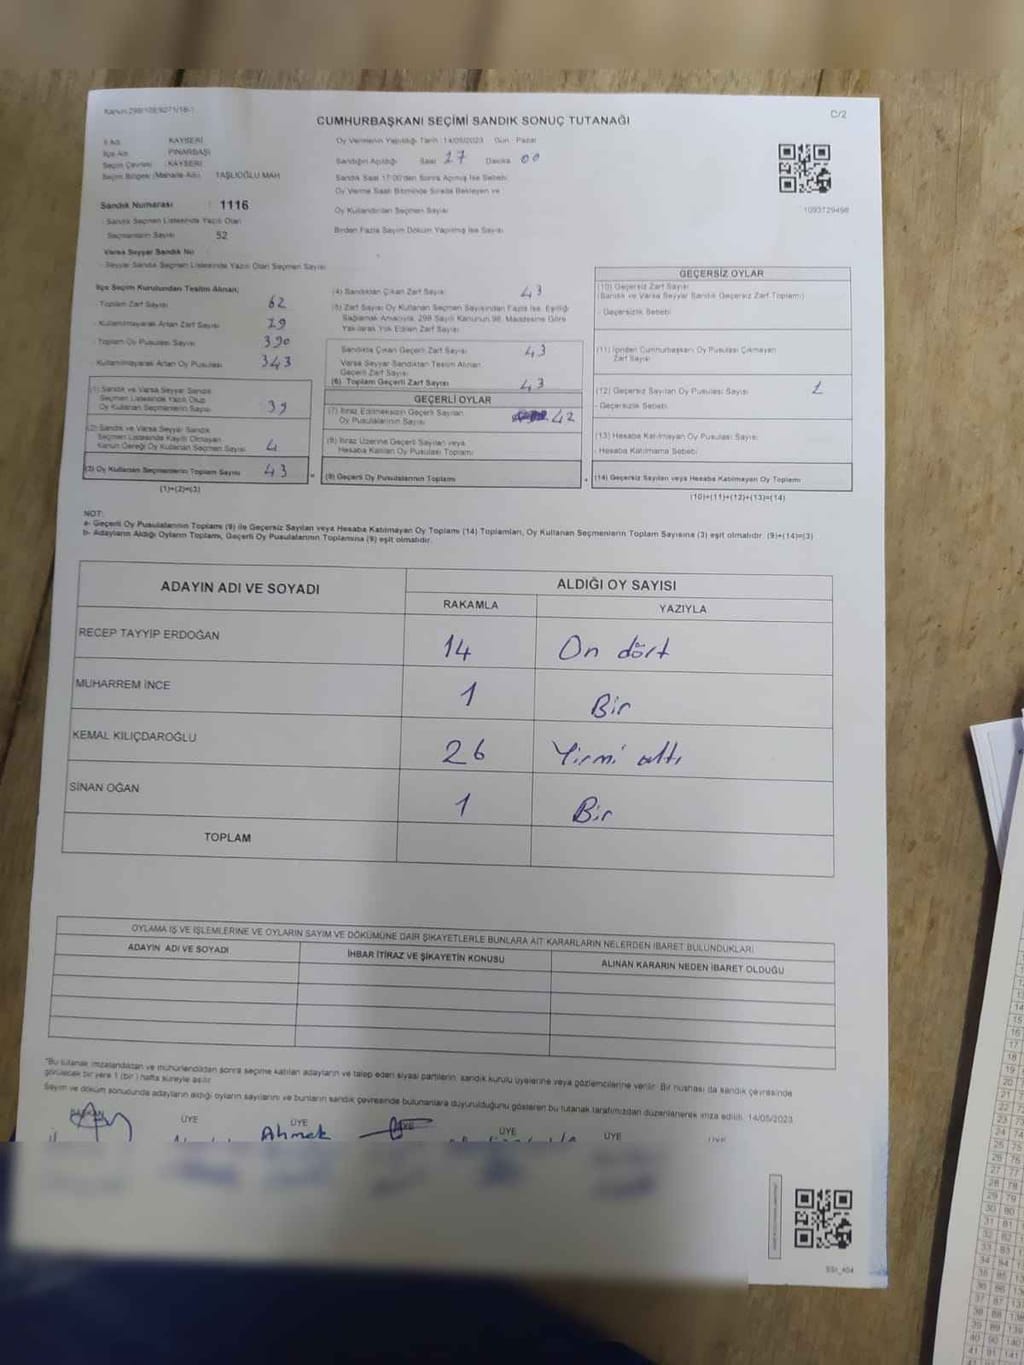 Kanun:298/109/6271/18-1
C/2
CUMHURBAŞKANI SEÇİMİ SANDIK SONUÇ TUTANAĞI
İl Adı : KAYSERİ
İlçe Adı : PINARBAŞI
Seçim Çevresi : KAYSERİ
Seçim Bölgesi (Mahalle Adı) : TAŞLIOĞLU MAH
Sandık Numarası : 1116
Sandık Seçmen Listesinde Yazılı Olan
Seçmenlerin Sayısı : 52
Varsa Seyyar Sandık No
Seyyar Sandık Seçmen Listesinde Yazılı Olan Seçmen Sayısı
Oy Vermenin Yapıldığı Tarih : 14/05/2023 Gün : Pazar
Sandığın Açıldığı Saat 17 Dakika 00
Sandık Saat 17:00'den Sonra Açılmış İse Sebebi
Oy Verme Saati Bitiminde Sırada Bekleyen ve
Oy Kullandırılan Seçmen Sayısı
Birden Fazla Sayım Döküm Yapılmış İse Sayısı
1093729498
İlçe Seçim Kurulundan Teslim Alınan;
- Toplam Zarf Sayısı 62
- Kullanılmayarak Artan Zarf Sayısı 19
- Toplam Oy Pusulası Sayısı 390
- Kullanılmayarak Artan Oy Pusulası 343
(1) Sandık ve Varsa Seyyar Sandık
Seçmen Listesinde Yazılı Olup
Oy Kullanan Seçmenlerin Sayısı 39
(2) Sandık ve Varsa Seyyar Sandık
Seçmen Listesinde Kayıtlı Olmayan
Kanun Gereği Oy Kullanan Seçmen Sayısı 4
(3) Oy Kullanan Seçmenlerin Toplam Sayısı 43
(1)+(2)=(3)
(4) Sandıktan Çıkan Zarf Sayısı 43
(5) Zarf Sayısı Oy Kullanan Seçmen Sayısından Fazla İse, Eşitliği
Sağlamak Amacıyla, 298 Sayılı Kanunun 98. Maddesine Göre
Yakılarak Yok Edilen Zarf Sayısı
Sandıkta Çıkan Geçerli Zarf Sayısı 43
Varsa Seyyar Sandıktan Teslim Alınan
Geçerli Zarf Sayısı
(6) Toplam Geçerli Zarf Sayısı 43
GEÇERLİ OYLAR
(7) İtiraz Edilmeksizin Geçerli Sayılan
Oy Pusulalarının Sayısı 42
(8) İtiraz Üzerine Geçerli Sayılan veya
Hesaba Katılan Oy Pusulası Toplamı
(9) Geçerli Oy Pusulalarının Toplamı
GEÇERSİZ OYLAR
(10) Geçersiz Zarf Sayısı
(Sandık ve Varsa Seyyar Sandık Geçersiz Zarf Toplamı)
- Geçersizlik Sebebi
(11) İçinden Cumhurbaşkanı Oy Pusulası Çıkmayan
Zarf Sayısı
(12) Geçersiz Sayılan Oy Pusulası Sayısı 1
- Geçersizlik Sebebi
(13) Hesaba Katılmayan Oy Pusulası Sayısı
- Hesaba Katılmama Sebebi
(14) Geçersiz Sayılan veya Hesaba Katılmayan Oy Toplamı
(10)+(11)+(12)+(13)=(14)
NOT:
a- Geçerli Oy Pusulalarının Toplamı (9) ile Geçersiz Sayılan veya Hesaba Katılmayan Oy Toplamı (14) Toplamları, Oy Kullanan Seçmenlerin Toplam Sayısına (3) eşit olmalıdır. (9)+(14)=(3)
b- Adayların Aldığı Oyların Toplamı, Geçerli Oy Pusulalarının Toplamına (9) eşit olmalıdır.
ADAYIN ADI VE SOYADI ALDIĞI OY SAYISI
RAKAMLA YAZIYLA
RECEP TAYYİP ERDOĞAN 14 On dört
MUHARREM İNCE 1 Bir
KEMAL KILIÇDAROĞLU 26 Yirmi altı
SİNAN OĞAN 1 Bir
TOPLAM
OYLAMA İŞ VE İŞLEMLERİNE VE OYLARIN SAYIM VE DÖKÜMÜNE DAİR ŞİKAYETLERLE BUNLARA AİT KARARLARIN NELERDEN İBARET BULUNDUKLARI
ADAYIN ADI VE SOYADI İHBAR İTİRAZ VE ŞİKAYETİN KONUSU ALINAN KARARIN NEDEN İBARET OLDUĞU
*Bu tutanak imzalandıktan ve mühürlendikten sonra seçime katılan adayların ve talep eden siyasi partilerin, sandık kurulu üyelerine veya gözlemcilerine verilir. Bir nüshası da sandık çevresinde
görülecek bir yere 1 (bir) hafta süreyle asılır.
Sayım ve döküm sonucunda adayların aldığı oyların sayılarını ve bunların sandık çevresinde bulunanlara duyurulduğunu gösteren bu tutanak tarafımızdan düzenlenerek imza edildi. 14/05/2023
BAŞKAN ÜYE ÜYE ÜYE ÜYE ÜYE ÜYE
Ahmek
SSI_404